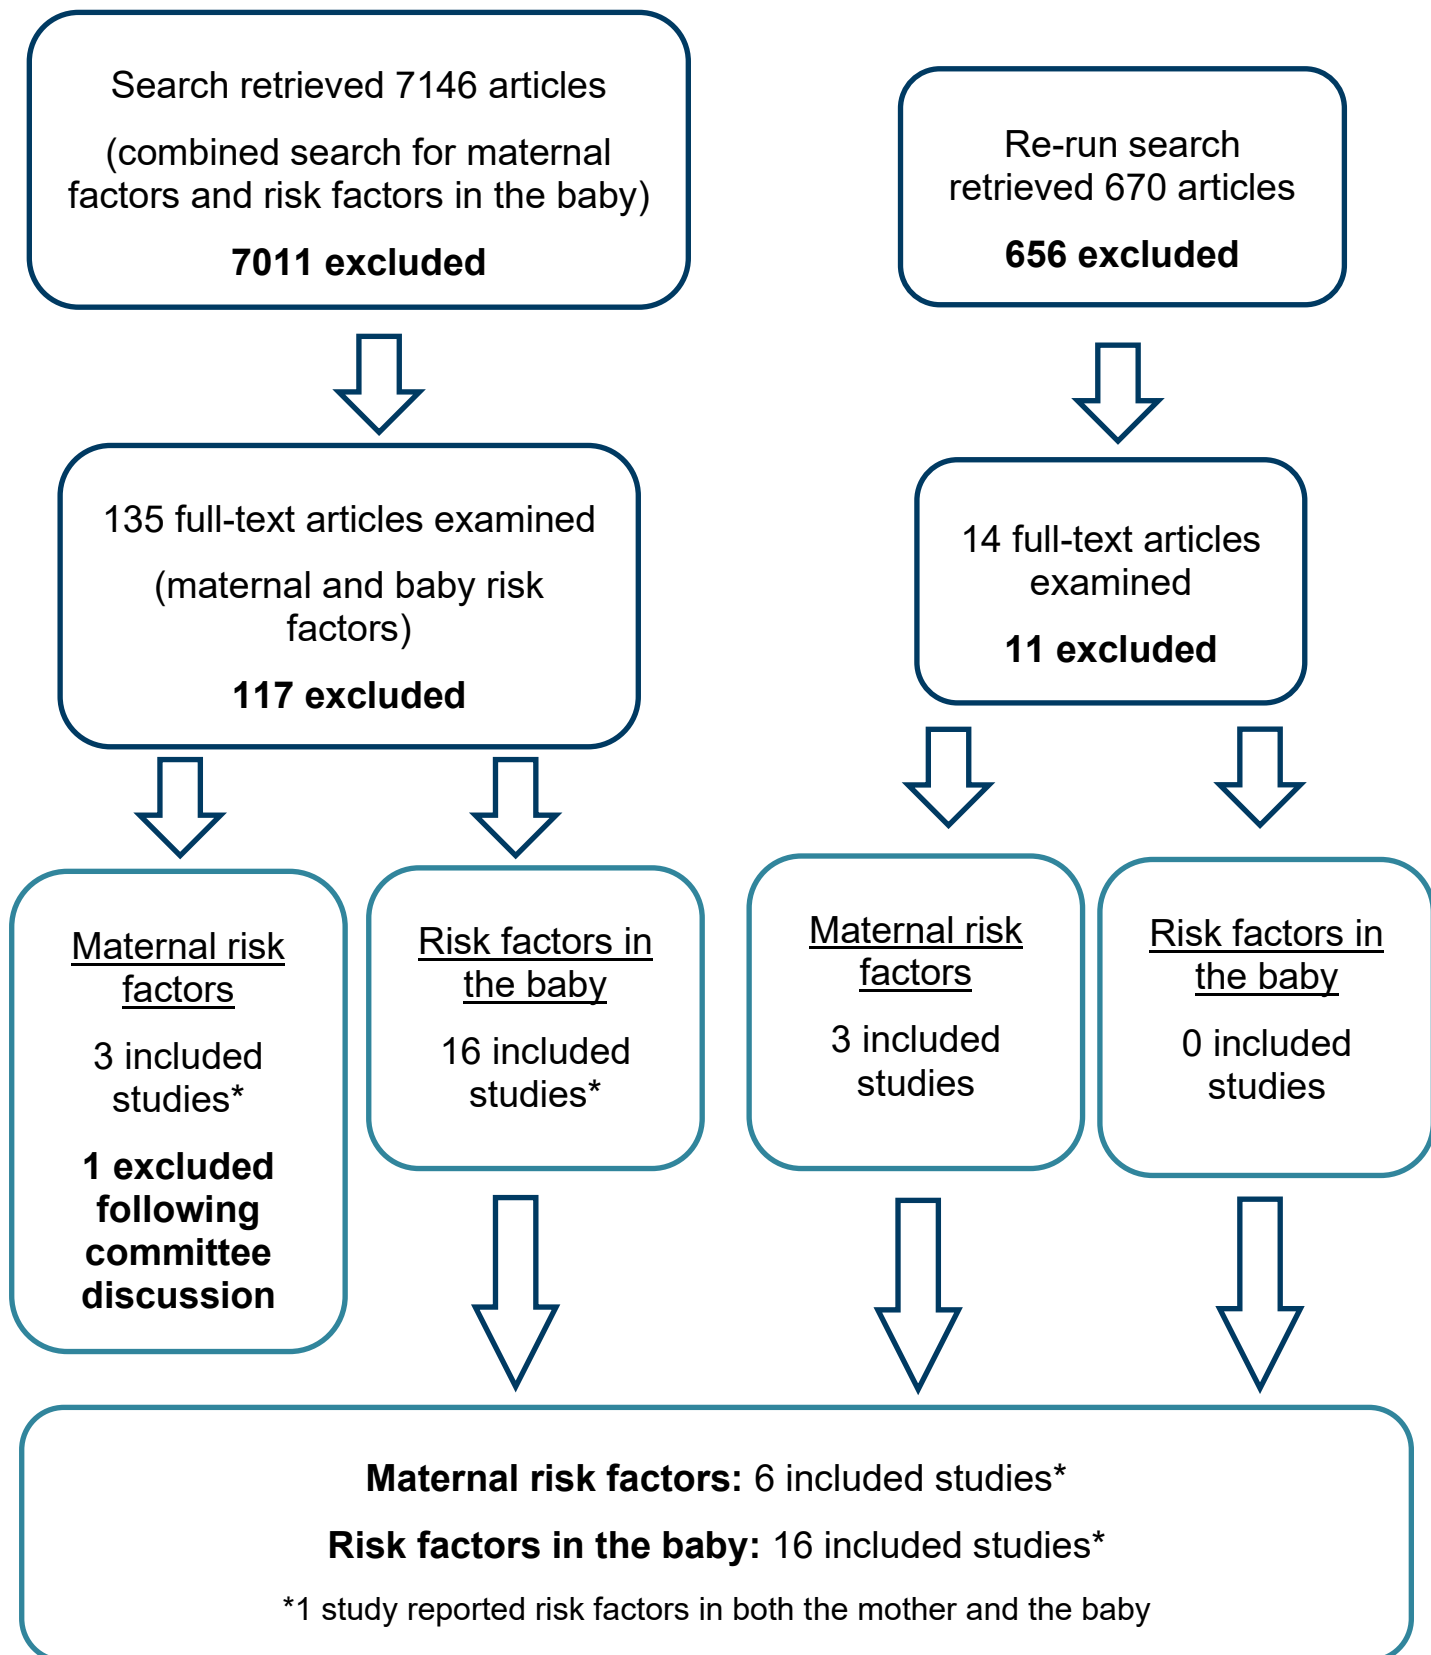 Search retrieved 7146 articles
(combined search for maternal
factors and risk factors in the baby)
7011 excluded
Re-run search
retrieved 670 articles
656 excluded
135 full-text articles examined
(maternal and baby risk
factors)
117 excluded
14 full-text articles
examined
11 excluded
Maternal risk
factors
3 included
studies*
1 excluded
following
committee
discussion
Risk factors in
the baby
16 included
studies*
Maternal risk
factors
3 included
studies
Risk factors in
the baby
0 included
studies
Maternal risk factors: 6 included studies*
Risk factors in the baby: 16 included studies*
*1 study reported risk factors in both the mother and the baby